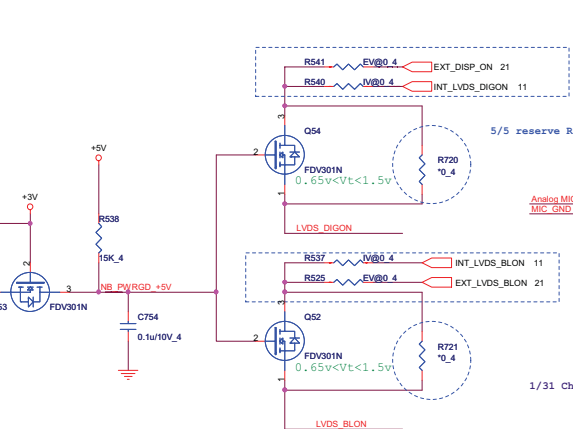 R541 EV@0_4 EXT_DISP_ON 21
R540 IV@0_4 INT_LVDS_DIGON 11
3
Q54
5/5 reserve R
+5V
2
FDV301N
R720
*0_4
0.65v<Vt<1.5v
+3V
1
Analog MIC
MIC_GND
R538
LVDS_DIGON
15K_4
R537 IV@0_4 INT_LVDS_BLON 11
2
R525 EV@0_4 EXT_LVDS_BLON 21
3
NB_PWRGD_+5V
3
53
FDV301N
C754
0.1u/10V_4
Q52
2
FDV301N
R721
*0_4
0.65v<Vt<1.5v
1
1/31 Ch
LVDS_BLON